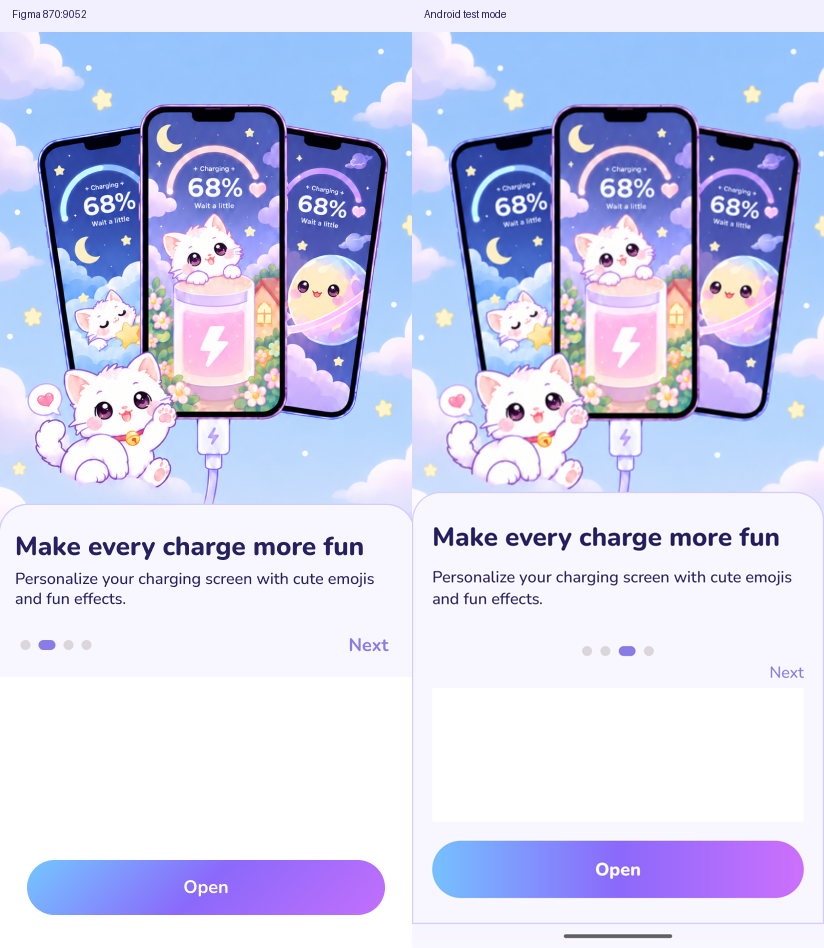 Figma 870:9052
Android test mode
+ Charging +
68%
Wait a little
+ Charging +
68%
Wait a little
+ Charging +
68%
Wait a little
Make every charge more fun
Personalize your charging screen with cute emojis
and fun effects.
Next
Open
+ Charging +
68%
Wait a little
+ Charging +
68%
Wait a little
+ Charging +
68%
Wait a little
Make every charge more fun
Personalize your charging screen with cute emojis
and fun effects.
Next
Open